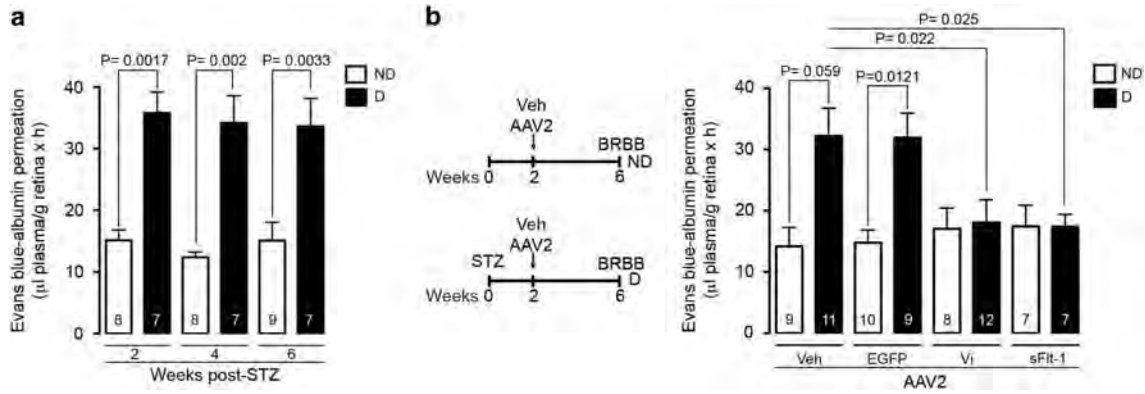 a
P= 0.0017 P= 0.002 P= 0.0033
ND
D
Evans blue-albumin permeation
(µl plasma/g retina x h)
40
30
20
10
0
8 7 8 7 9 7
2 4 6
Weeks post-STZ
b
Veh
AAV2
BRBB
ND
Weeks 0 2 6
Veh
AAV2
STZ
BRBB
D
Weeks 0 2 6
P= 0.025
P= 0.022
P= 0.059 P=0.0121
ND
D
Evans blue-albumin permeation
(µl plasma/g retina x h)
40
30
20
10
0
9 11 10 9 8 12 7 7
Veh EGFP Vi sFlt-1
AAV2